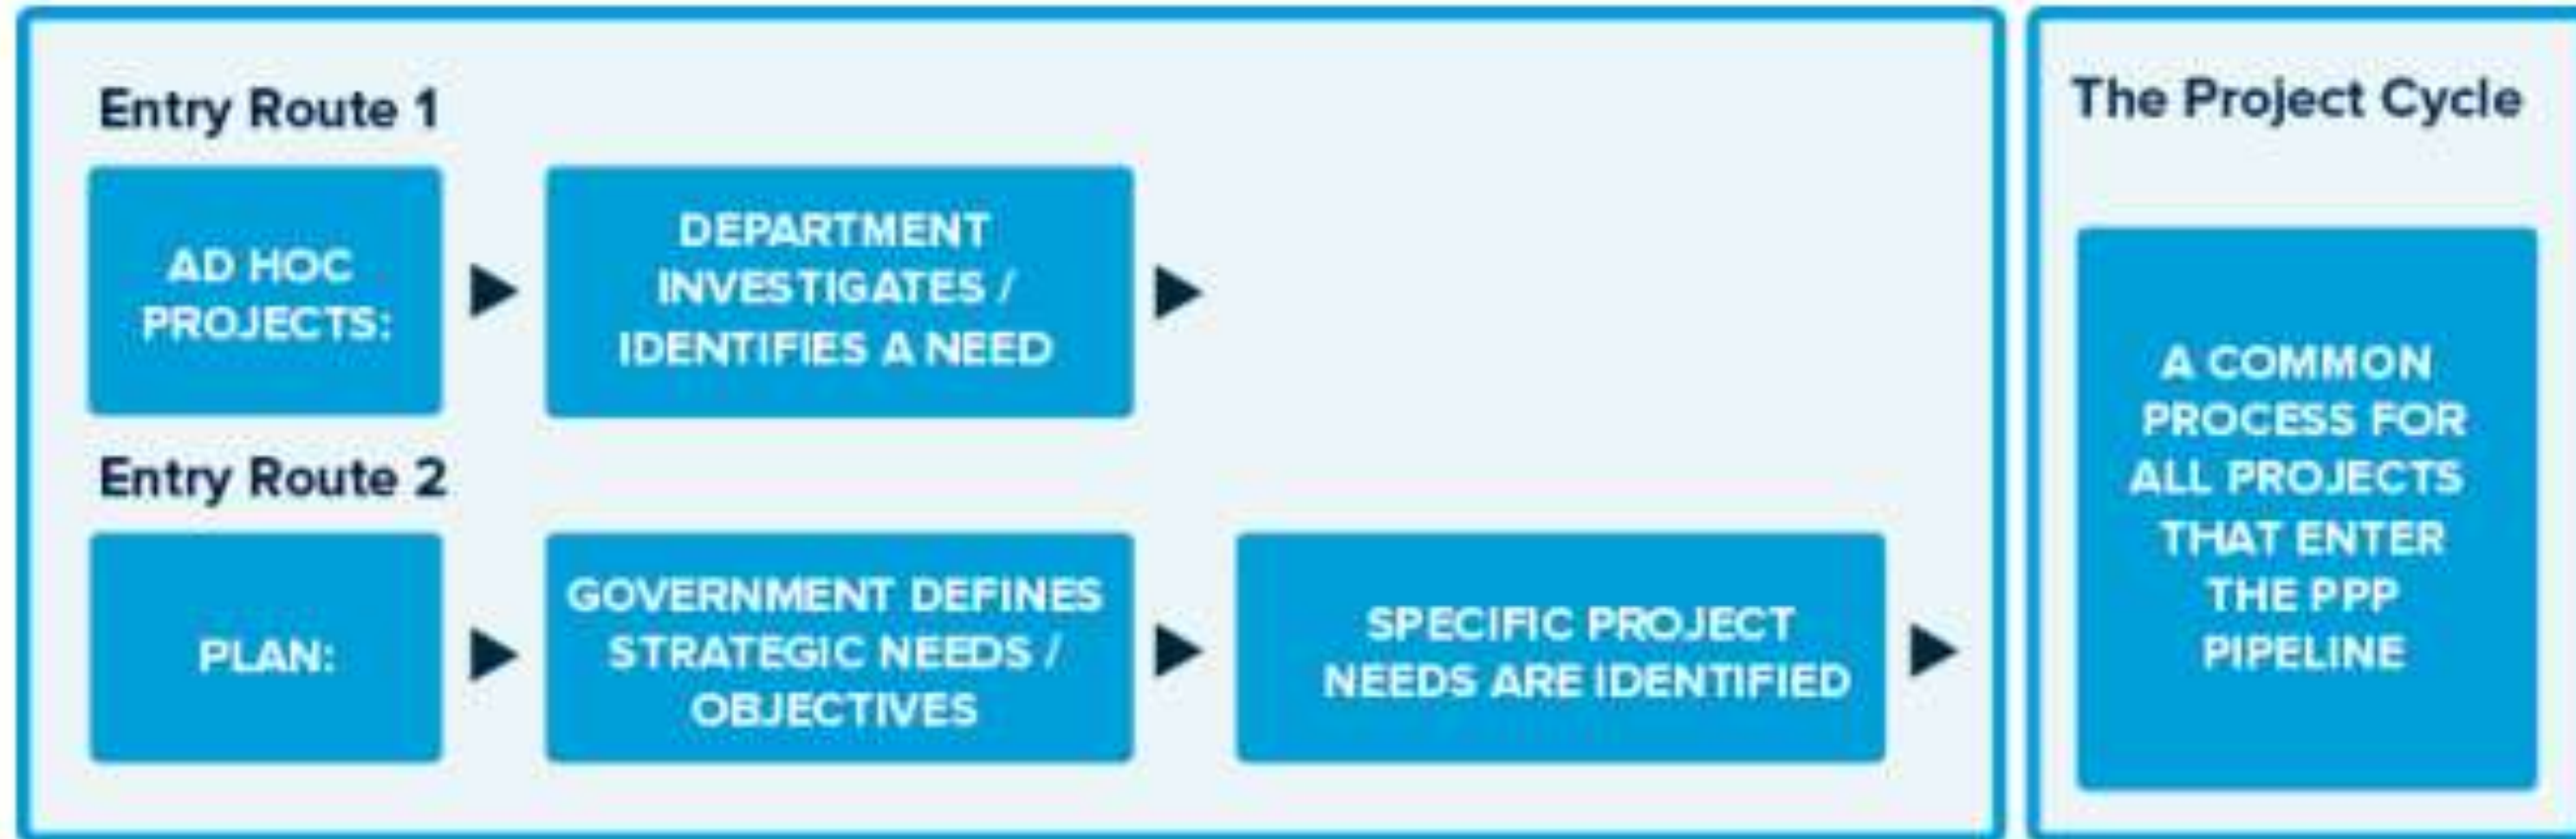 Entry Route 1
AD HOC
PROJECTS:
DEPARTMENT
INVESTIGATES /
IDENTIFIES A NEED
Entry Route 2
PLAN:
GOVERNMENT DEFINES
STRATEGIC NEEDS /
OBJECTIVES
SPECIFIC PROJECT
NEEDS ARE IDENTIFIED
The Project Cycle
A COMMON
PROCESS FOR
ALL PROJECTS
THAT ENTER
THE PPP
PIPELINE